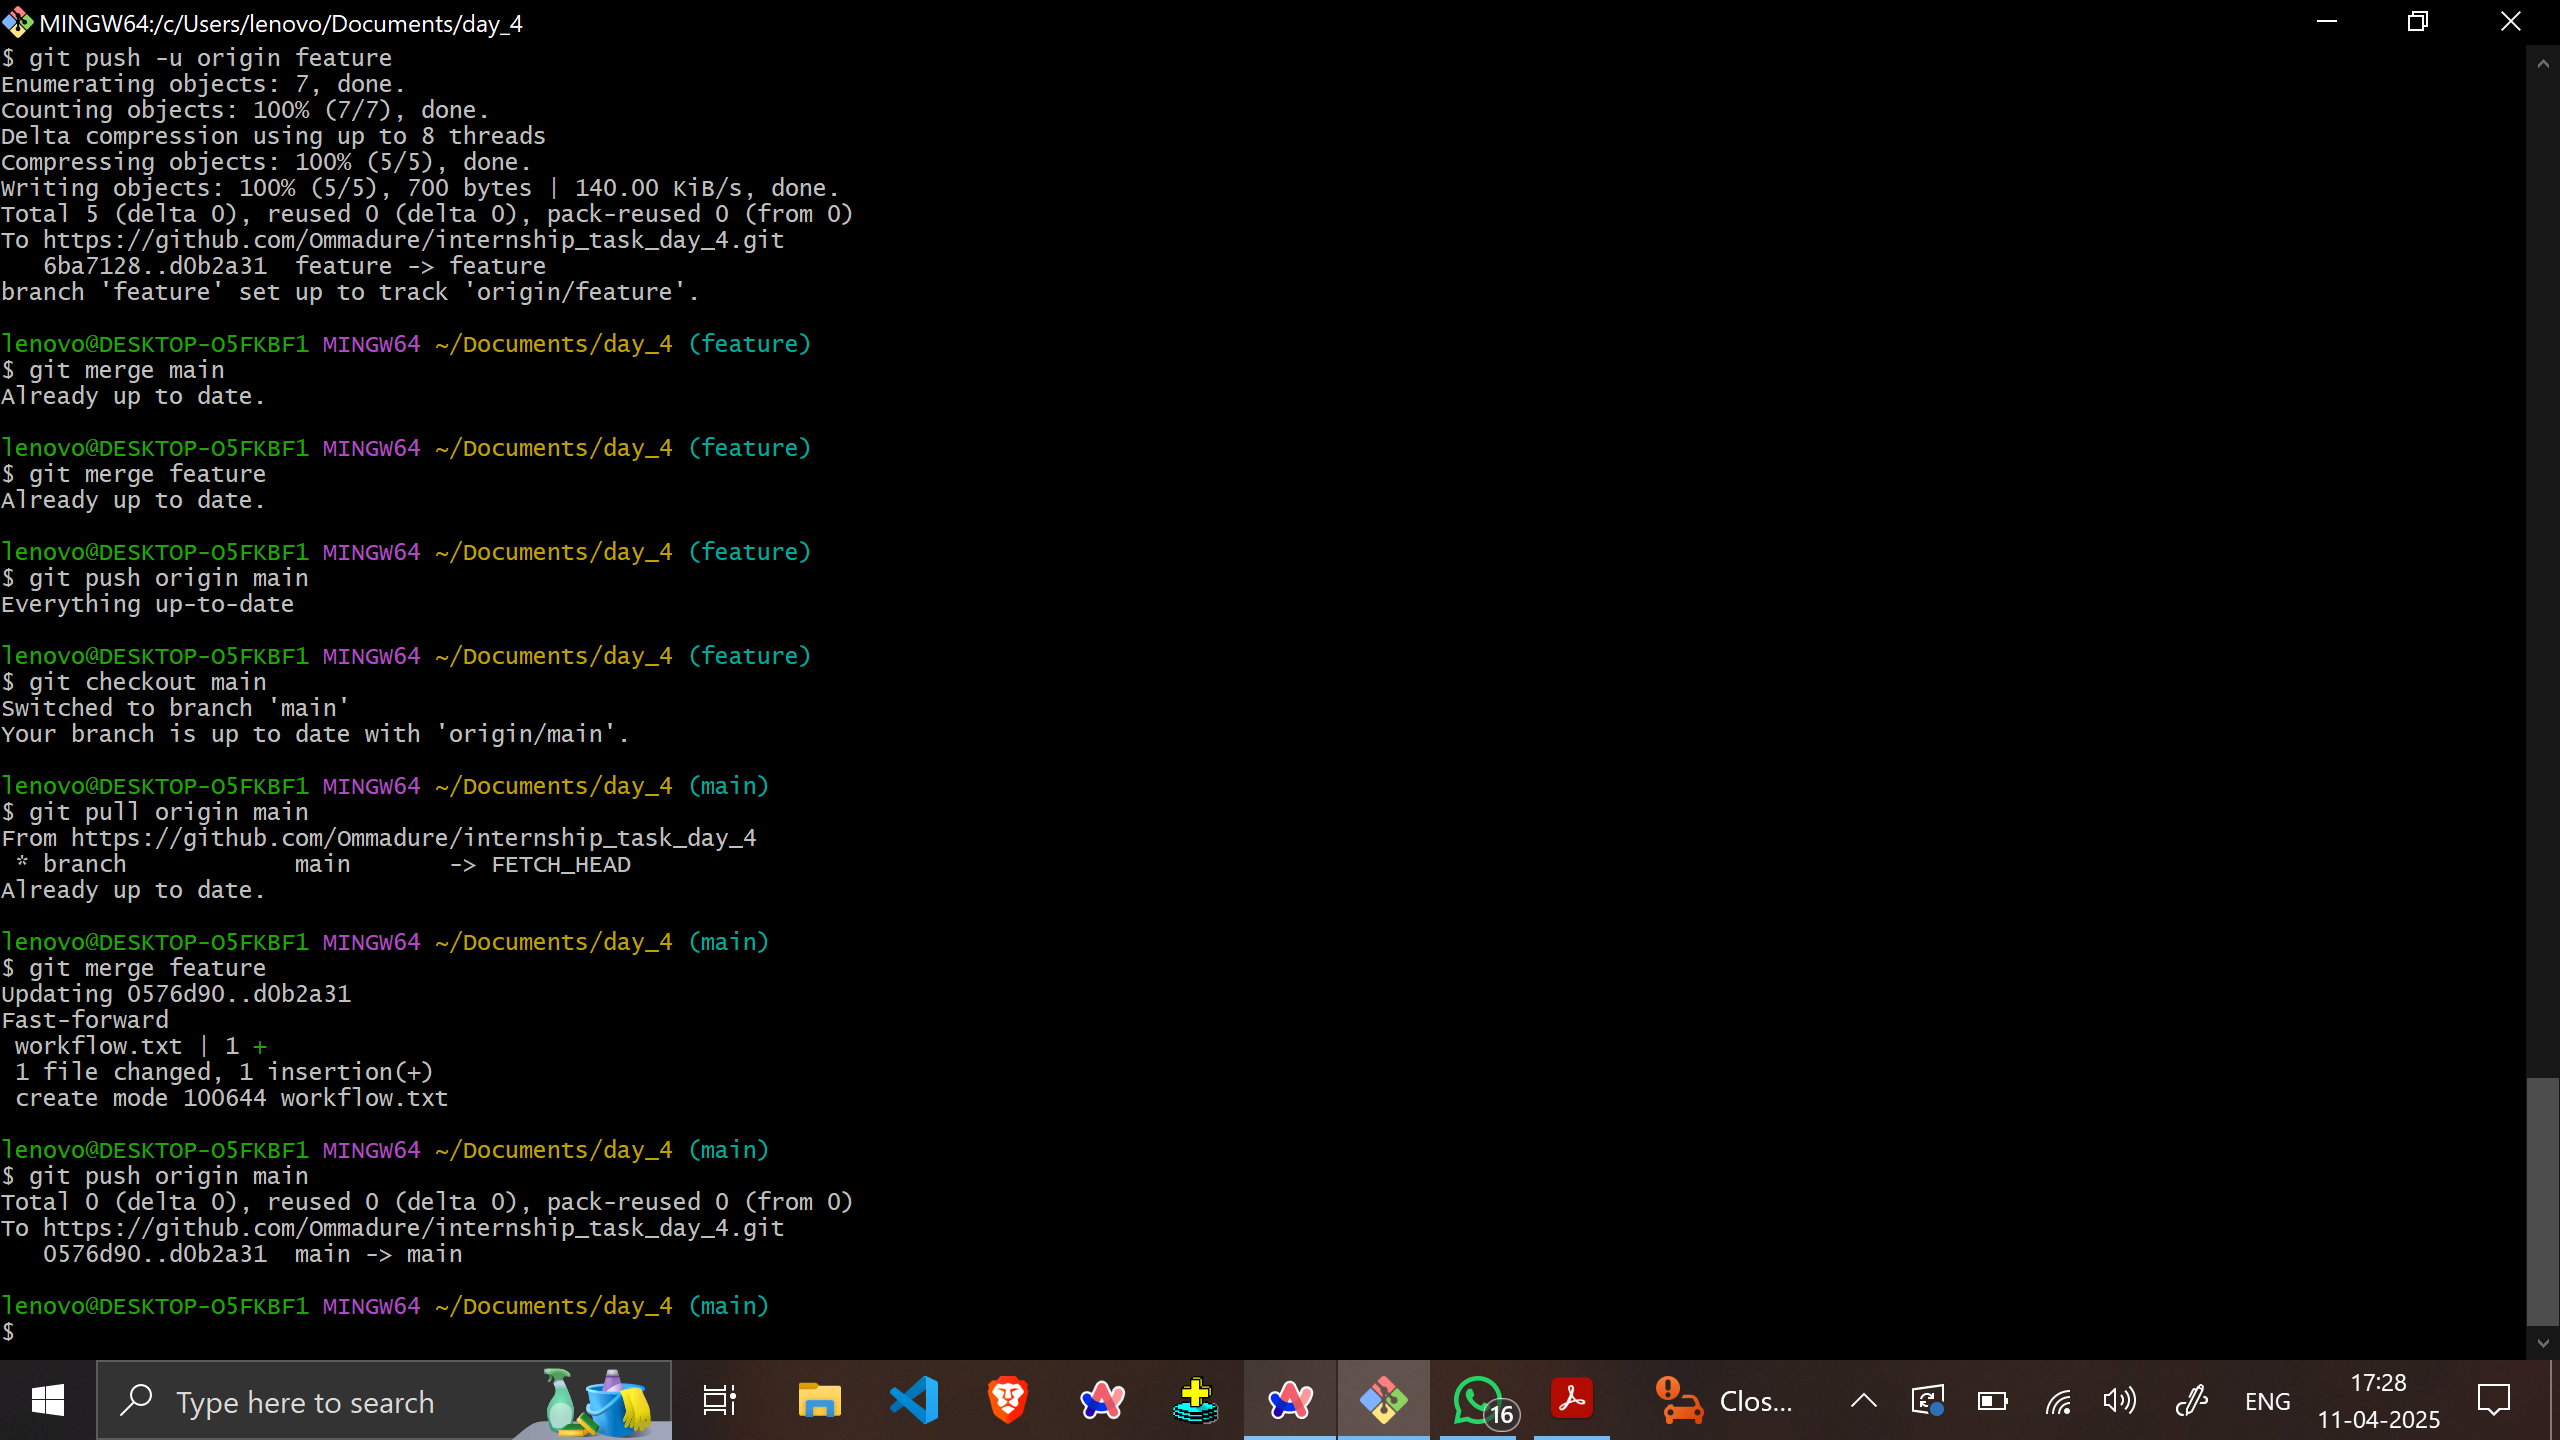 MINGW64:/c/Users/lenovo/Documents/day_4
$ git push -u origin feature
Enumerating objects: 7, done.
Counting objects: 100% (7/7), done.
Delta compression using up to 8 threads
Compressing objects: 100% (5/5), done.
Writing objects: 100% (5/5), 700 bytes | 140.00 KiB/s, done.
Total 5 (delta 0), reused 0 (delta 0), pack-reused 0 (from 0)
To https://github.com/Ommadure/internship_task_day_4.git
   6ba7128..d0b2a31  feature -> feature
branch 'feature' set up to track 'origin/feature'.
lenovo@DESKTOP-O5FKBF1 MINGW64 ~/Documents/day_4 (feature)
$ git merge main
Already up to date.
lenovo@DESKTOP-O5FKBF1 MINGW64 ~/Documents/day_4 (feature)
$ git merge feature
Already up to date.
lenovo@DESKTOP-O5FKBF1 MINGW64 ~/Documents/day_4 (feature)
$ git push origin main
Everything up-to-date
lenovo@DESKTOP-O5FKBF1 MINGW64 ~/Documents/day_4 (feature)
$ git checkout main
Switched to branch 'main'
Your branch is up to date with 'origin/main'.
lenovo@DESKTOP-O5FKBF1 MINGW64 ~/Documents/day_4 (main)
$ git pull origin main
From https://github.com/Ommadure/internship_task_day_4
 * branch            main       -> FETCH_HEAD
Already up to date.
lenovo@DESKTOP-O5FKBF1 MINGW64 ~/Documents/day_4 (main)
$ git merge feature
Updating 0576d90..d0b2a31
Fast-forward
 workflow.txt | 1 +
 1 file changed, 1 insertion(+)
 create mode 100644 workflow.txt
lenovo@DESKTOP-O5FKBF1 MINGW64 ~/Documents/day_4 (main)
$ git push origin main
Total 0 (delta 0), reused 0 (delta 0), pack-reused 0 (from 0)
To https://github.com/Ommadure/internship_task_day_4.git
   0576d90..d0b2a31  main -> main
lenovo@DESKTOP-O5FKBF1 MINGW64 ~/Documents/day_4 (main)
$
Type here to search
16
Clos...
ENG
17:28
11-04-2025